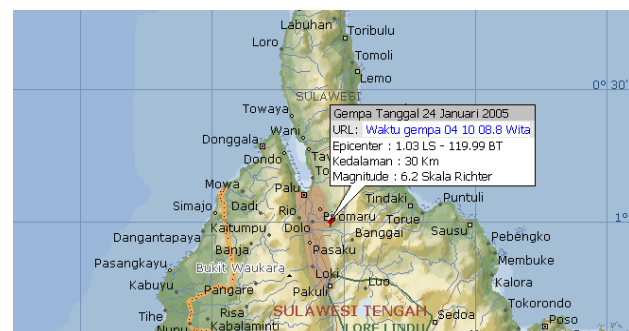 Labuhan
Toribulu
Loro
Tomoli
Lemo
0° 30'
SULAWESI
Towaya
Wani
Donggala
Dondo
Gempa Tanggal 24 Januari 2005
URL: Waktu gempa 04 10 08.8 Wita
Epicenter : 1.03 LS - 119.99 BT
Kedalaman : 30 Km
Magnitude : 6.2 Skala Richter
Mowa
Palu
Tindaki
Puntuli
Simajo
Dadi
Rio
Biromaru
Torue
1°
Kaitumpu
Dolo
Banggai
Sausu
Dangantapaya
Banja
Pasaku
Pebengko
Pasangkayu
Bukit Waukara
Loki
Membuke
Kabuyu
Pangare
Pakuli
Luo
Kalora
Tihe
Risa
SULAWESI TENGAH
Sedoa
Tokorondo
Kabalaminti
LORE LINDU
Poso